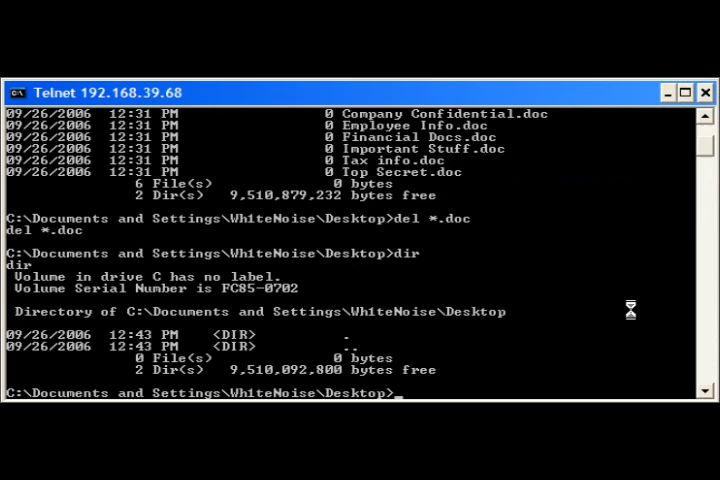 Telnet 192.168.39.68
09/26/2006  12:31 PM                 0 Company Confidential.doc
09/26/2006  12:31 PM                 0 Employee Info.doc
09/26/2006  12:31 PM                 0 Financial Docs.doc
09/26/2006  12:31 PM                 0 Important Stuff.doc
09/26/2006  12:31 PM                 0 Tax info.doc
09/26/2006  12:31 PM                 0 Top Secret.doc
6 File(s)              0 bytes
2 Dir(s)   9,510,879,232 bytes free
C:\Documents and Settings\Wh1teNoise\Desktop>del *.doc
del *.doc
C:\Documents and Settings\Wh1teNoise\Desktop>dir
dir
Volume in drive C has no label.
Volume Serial Number is FC85-0702
Directory of C:\Documents and Settings\Wh1teNoise\Desktop
09/26/2006  12:43 PM    <DIR>          .
09/26/2006  12:43 PM    <DIR>          ..
0 File(s)              0 bytes
2 Dir(s)   9,510,092,800 bytes free
C:\Documents and Settings\Wh1teNoise\Desktop>_